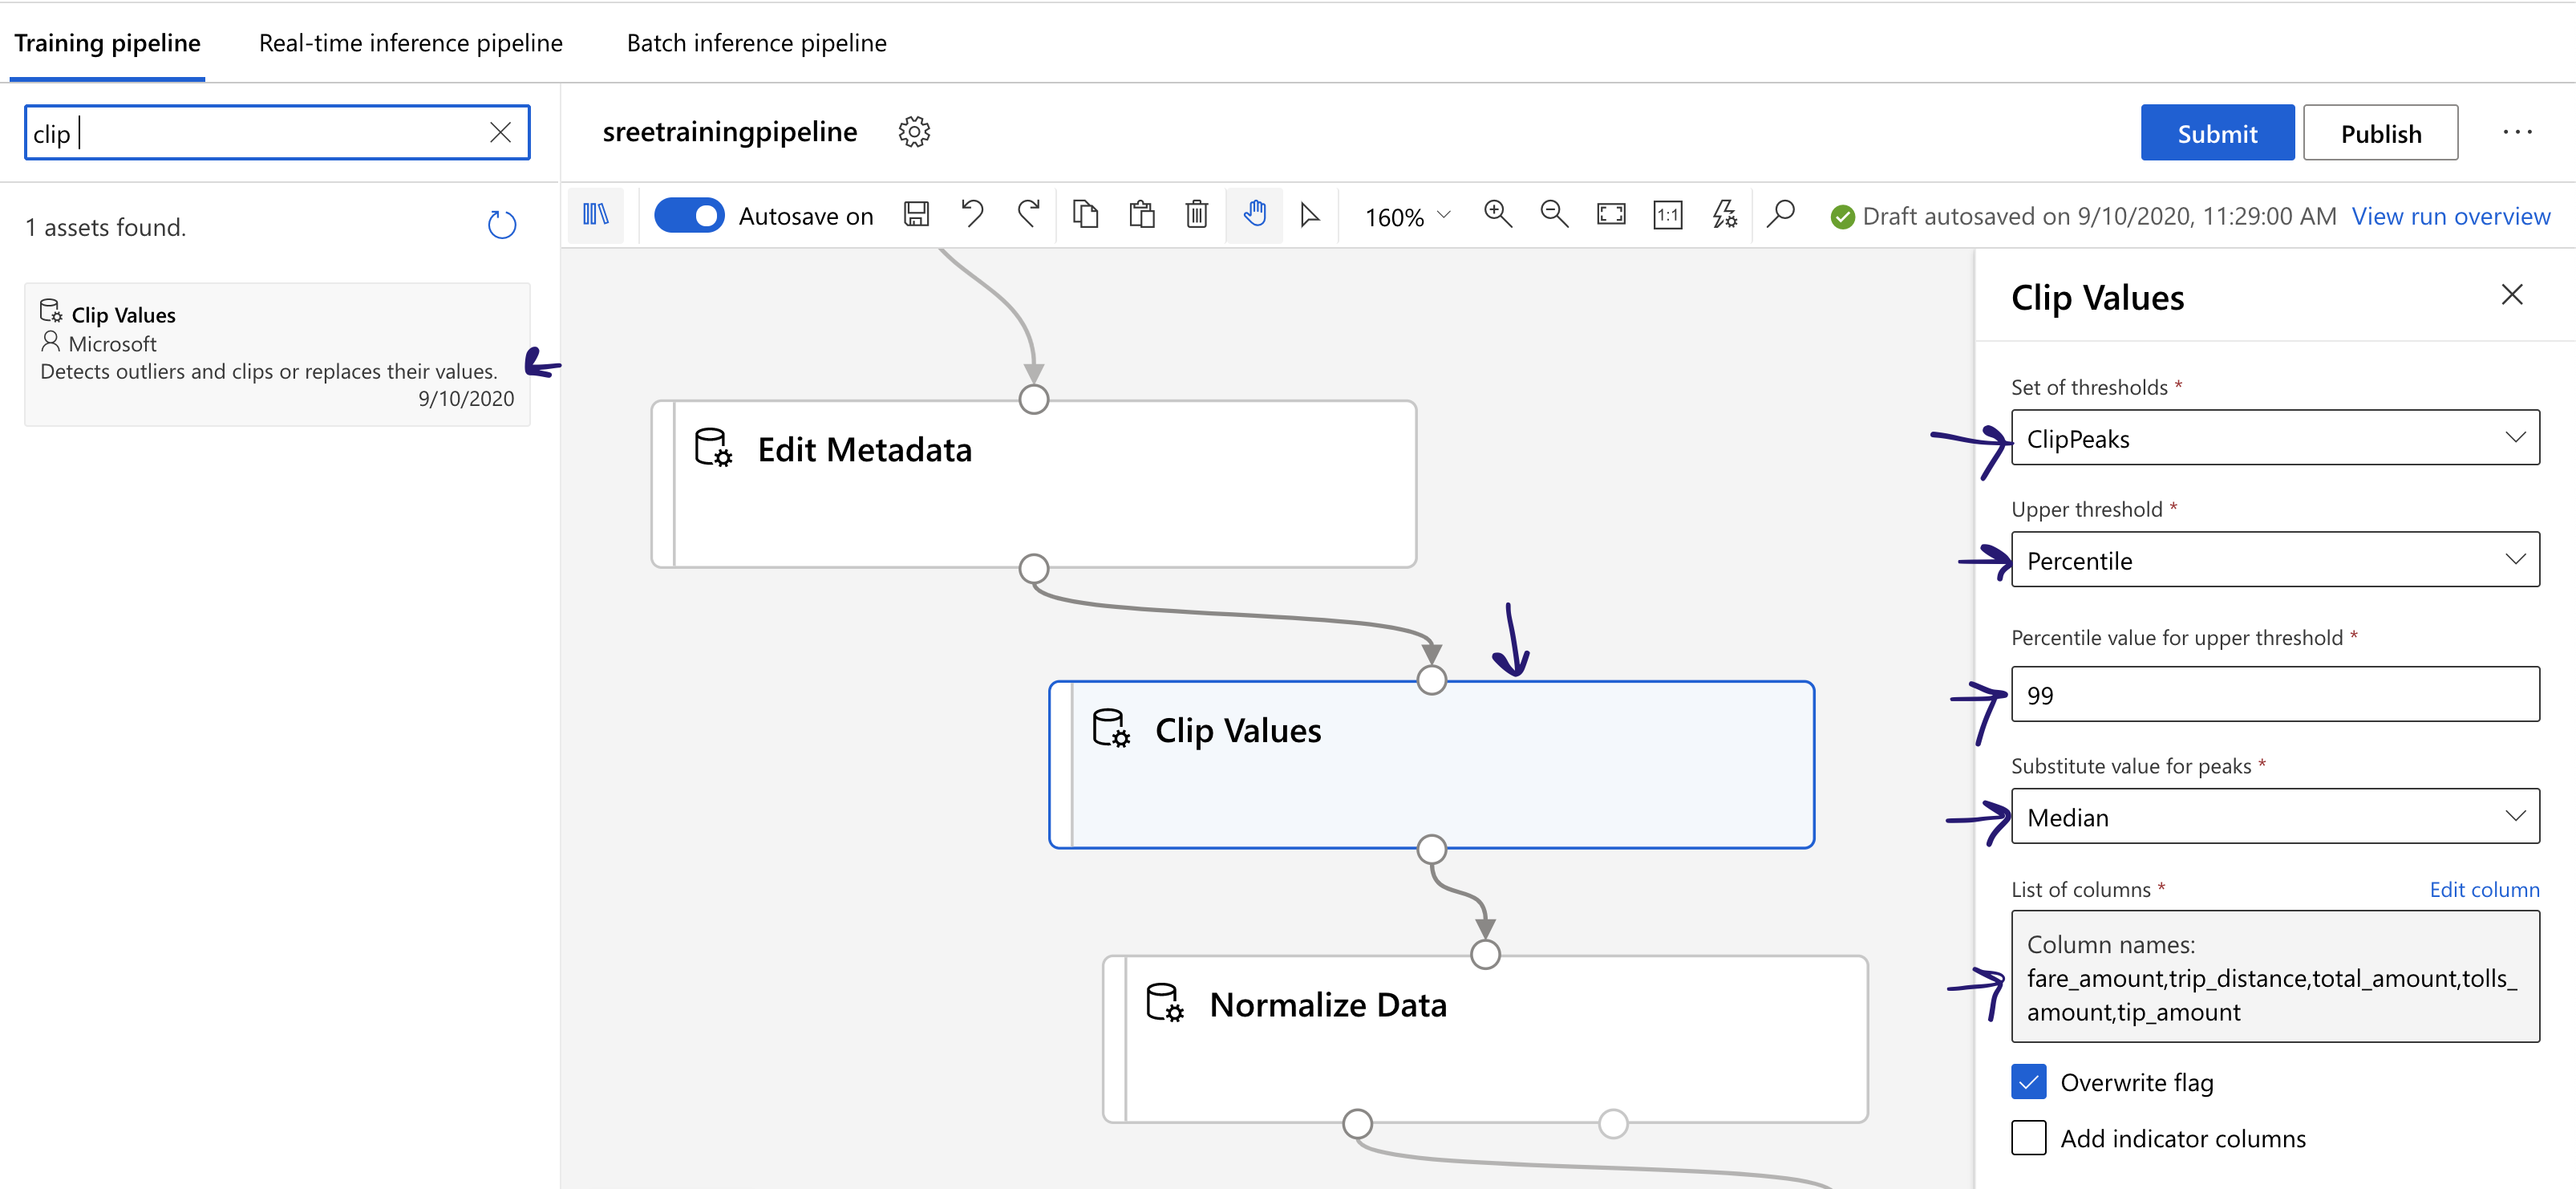 Training pipeline
Real-time inference pipeline
Batch inference pipeline
clip
sreetrainingpipeline
Submit
Publish
1 assets found.
Autosave on
160%
1:1
Draft autosaved on 9/10/2020, 11:29:00 AM
View run overview
Clip Values
Microsoft
Detects outliers and clips or replaces their values.
9/10/2020
Edit Metadata
Clip Values
Normalize Data
Clip Values
Set of thresholds *
ClipPeaks
Upper threshold *
Percentile
Percentile value for upper threshold *
99
Substitute value for peaks *
Median
List of columns *
Edit column
Column names:
fare_amount,trip_distance,total_amount,tolls_
amount,tip_amount
Overwrite flag
Add indicator columns